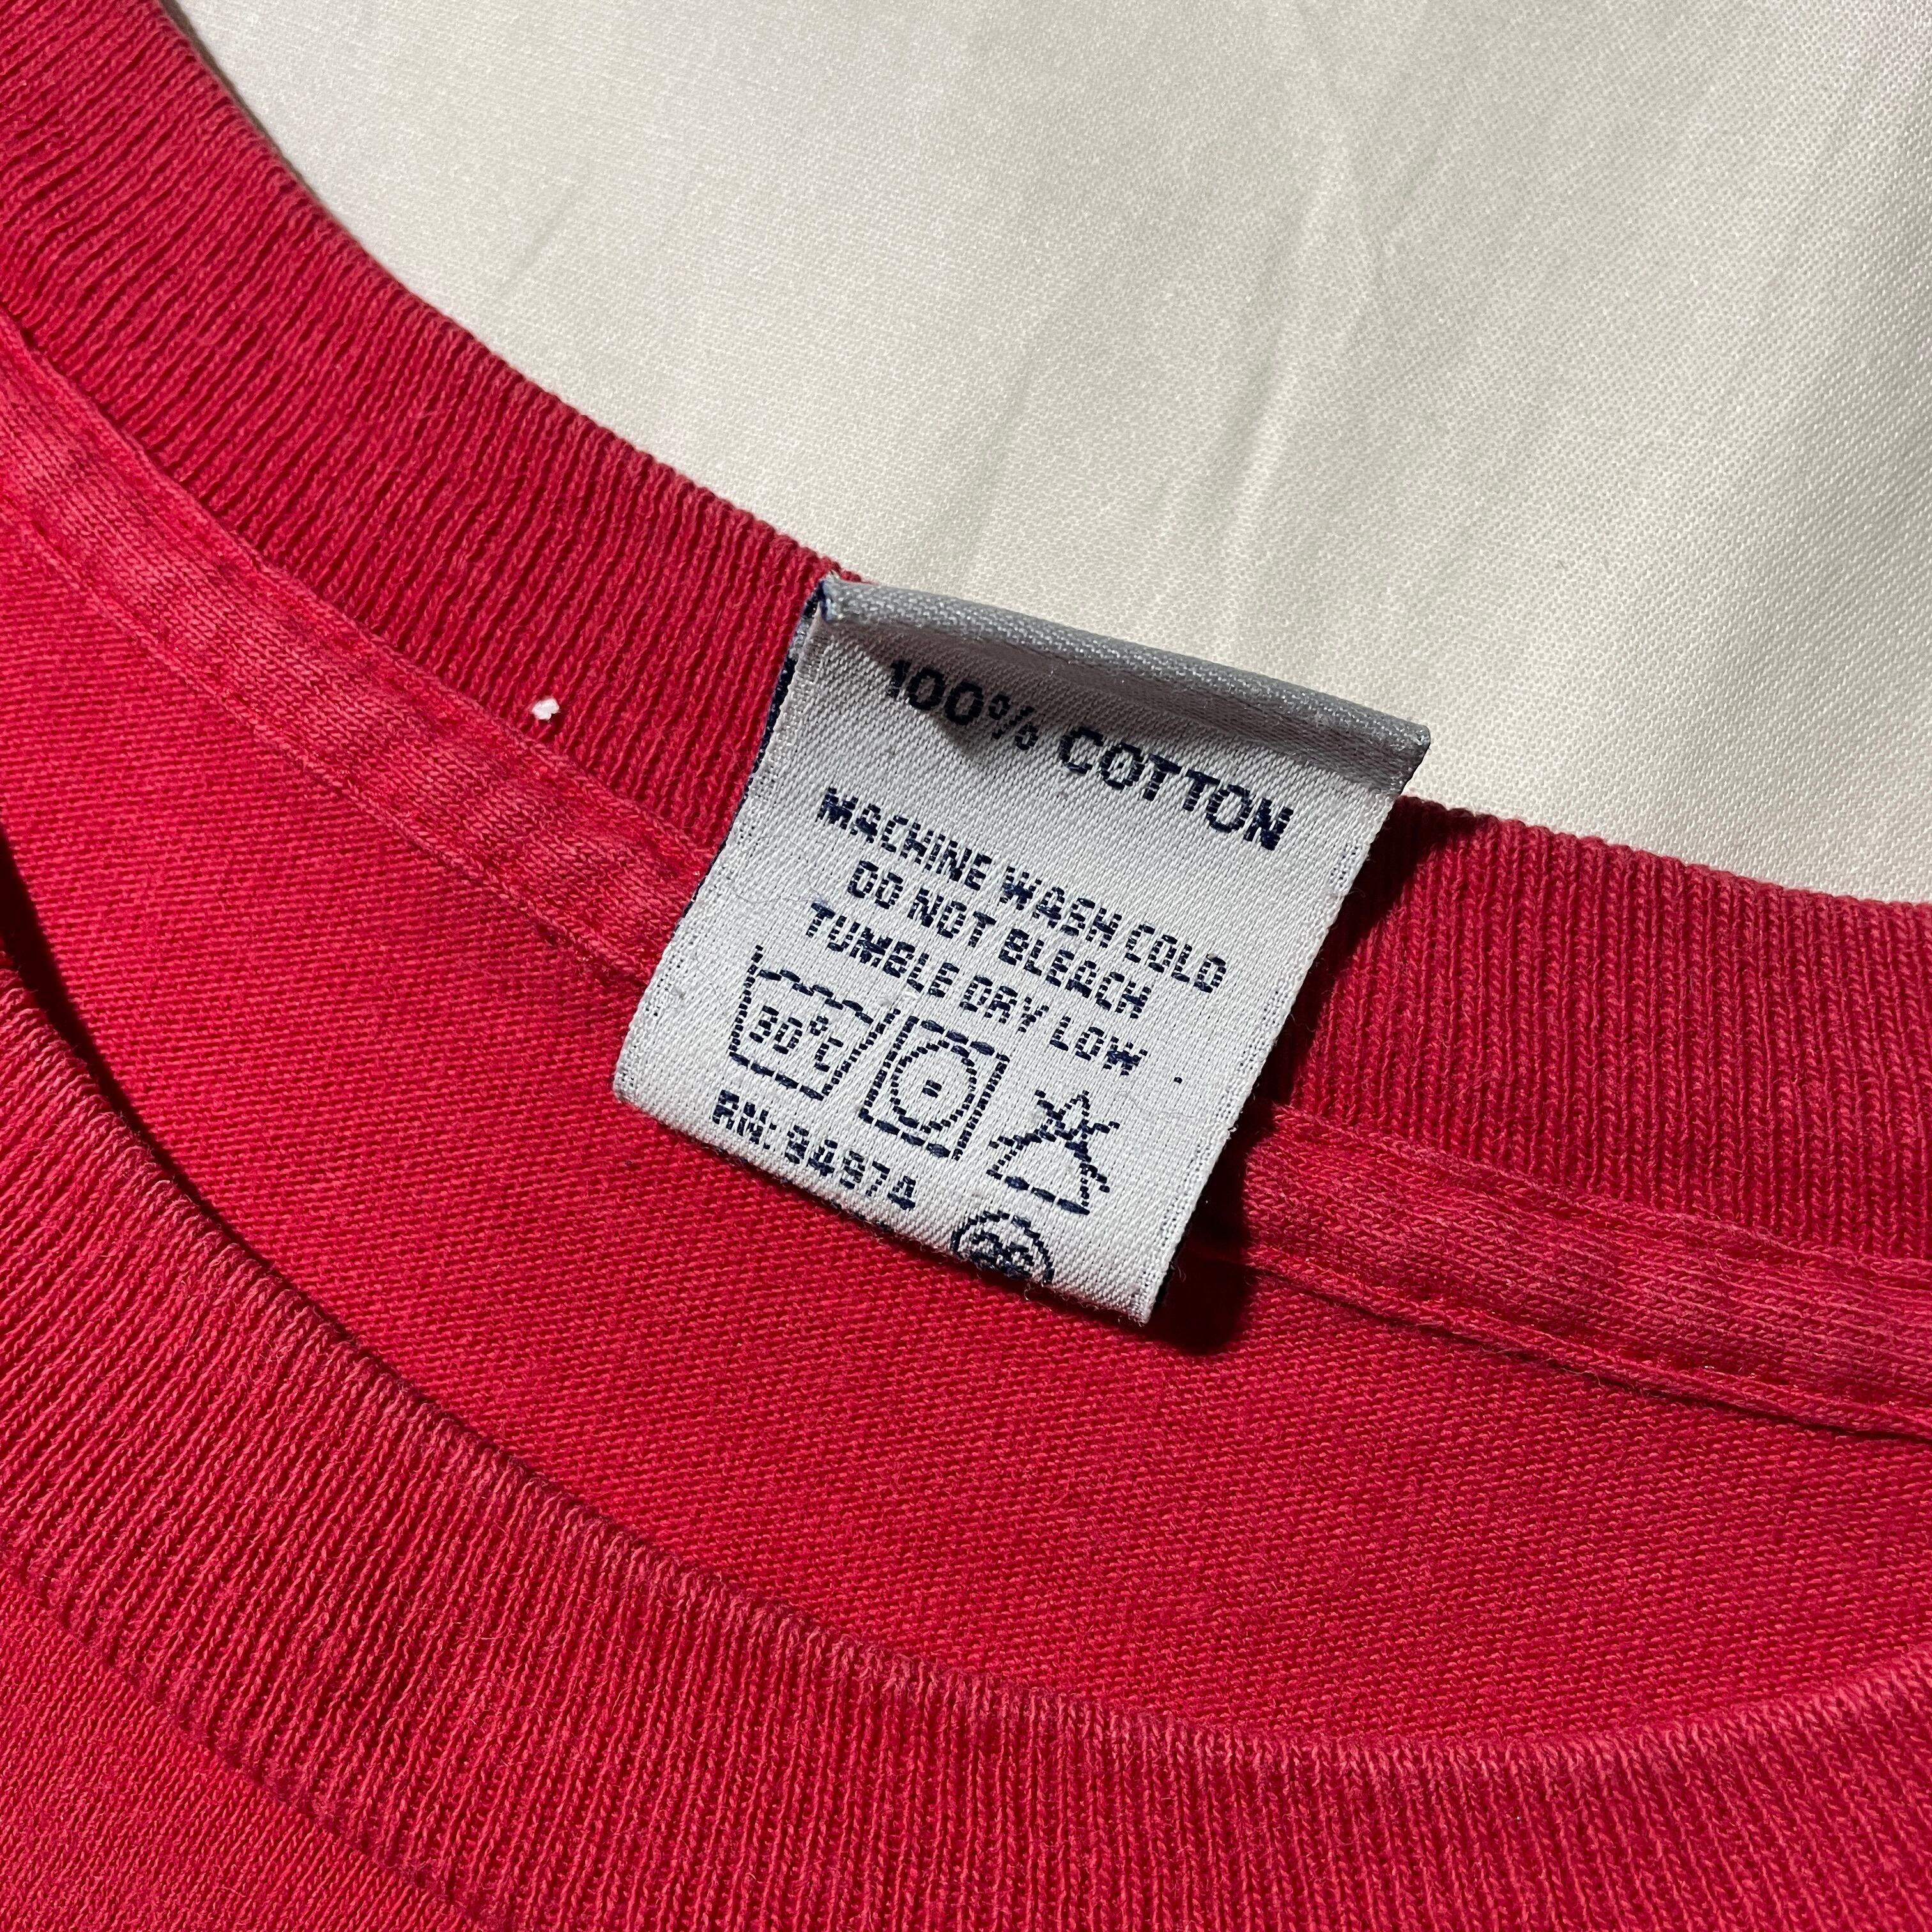 100% COTTON
MACHINE WASH COLD
DO NOT BLEACH
TUMBLE DRY LOW
30°C
RN: 94974